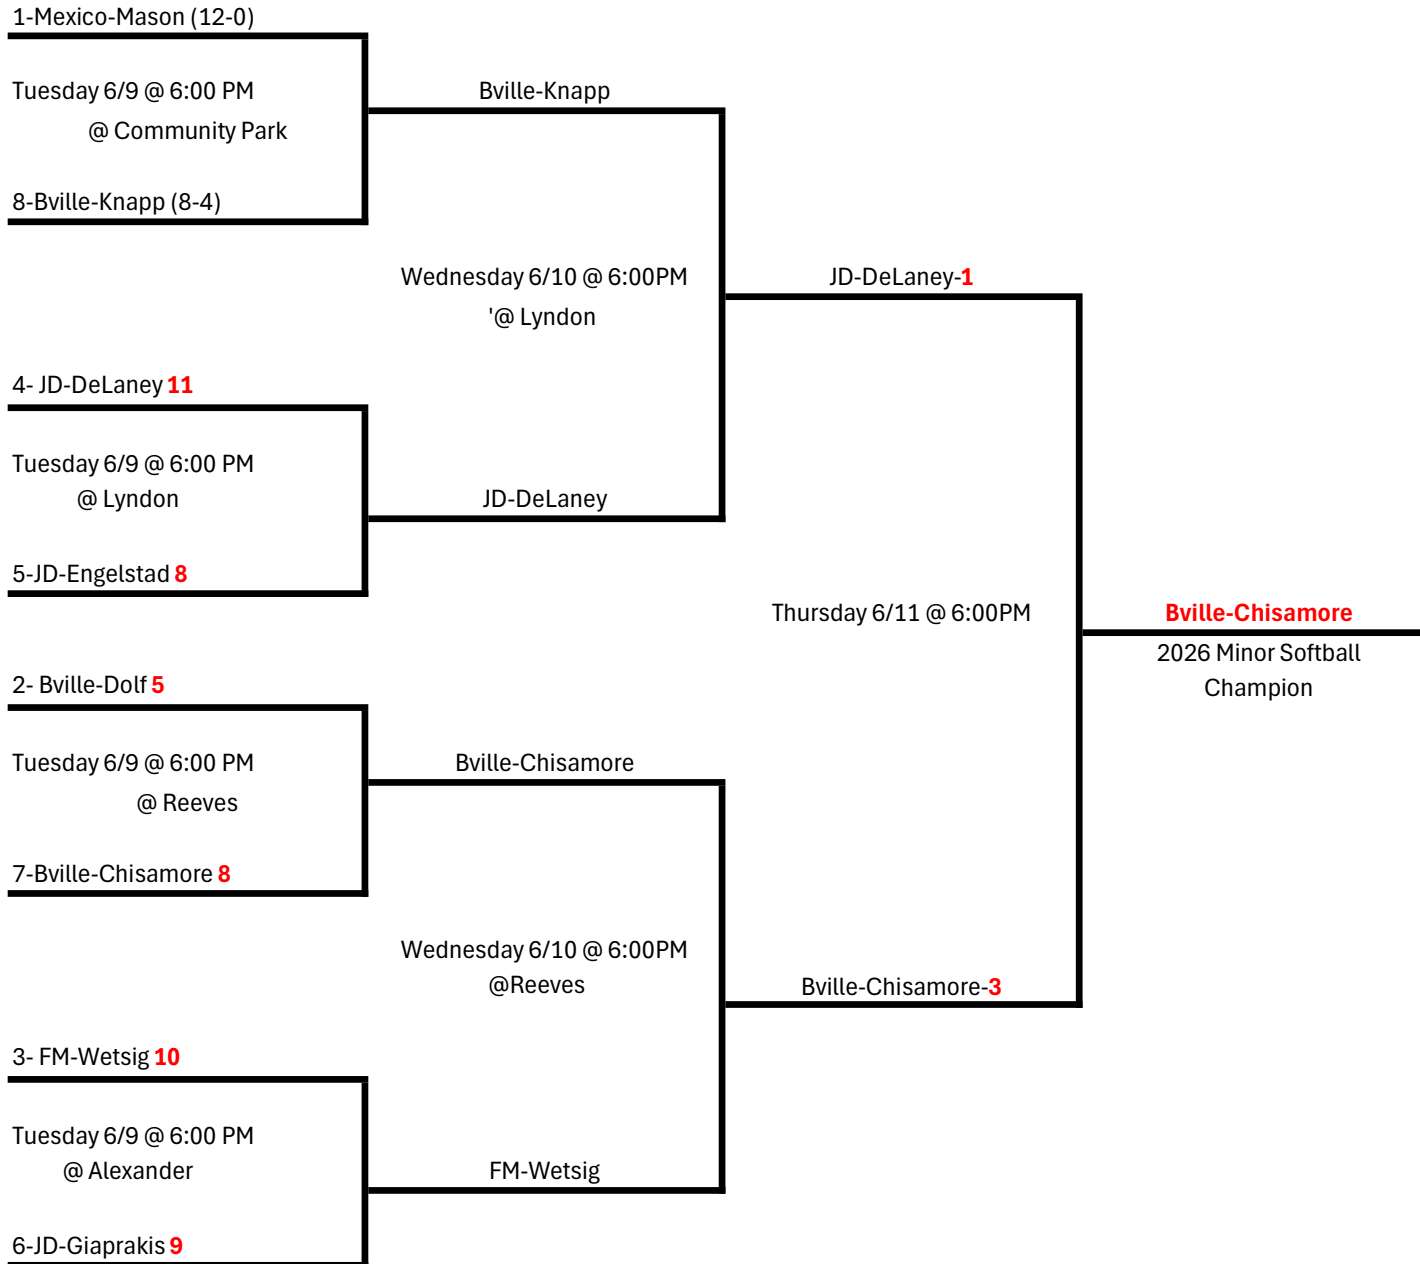 1-Mexico-Mason (12-0)
Tuesday 6/9 @ 6:00 PM
@ Community Park
8-Bville-Knapp (8-4)
4- JD-DeLaney 11
Tuesday 6/9 @ 6:00 PM
@ Lyndon
5-JD-Engelstad 8
2- Bville-Dolf 5
Tuesday 6/9 @ 6:00 PM
@ Reeves
7-Bville-Chisamore 8
3- FM-Wetsig 10
Tuesday 6/9 @ 6:00 PM
@ Alexander
6-JD-Giaprakis 9
Bville-Knapp
Wednesday 6/10 @ 6:00PM
'@ Lyndon
JD-DeLaney
Bville-Chisamore
Wednesday 6/10 @ 6:00PM
@Reeves
FM-Wetsig
JD-DeLaney-1
Thursday 6/11 @ 6:00PM
Bville-Chisamore-3
Bville-Chisamore
2026 Minor Softball
Champion